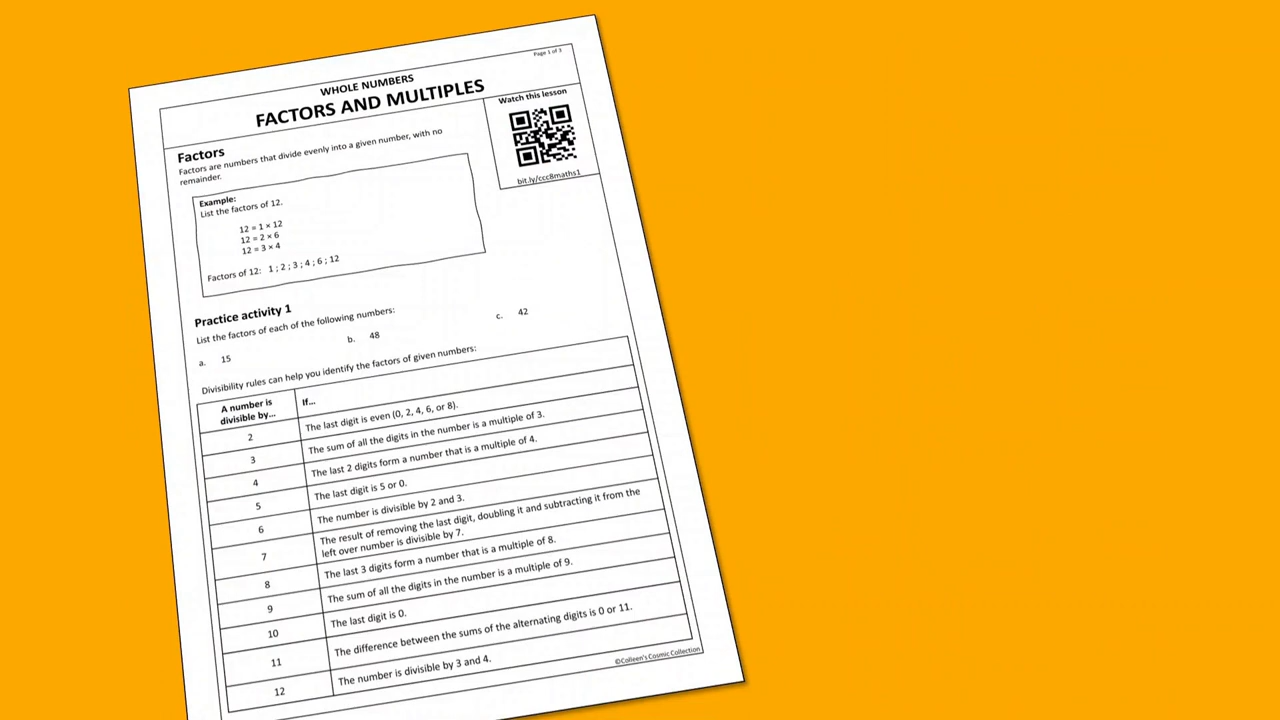 Page 1 of 3
WHOLE NUMBERS
FACTORS AND MULTIPLES
Watch this lesson
bit.ly/ccc8maths1
Factors
Factors are numbers that divide evenly into a given number, with no
remainder.
Example:
List the factors of 12.
12 = 1 × 12
12 = 2 × 6
12 = 3 × 4
Factors of 12: 1 ; 2 ; 3 ; 4 ; 6 ; 12
Practice activity 1
List the factors of each of the following numbers:
a. 15 b. 48 c. 42
Divisibility rules can help you identify the factors of given numbers:
A number is
divisible by... If...
2 The last digit is even (0, 2, 4, 6, or 8).
3 The sum of all the digits in the number is a multiple of 3.
4 The last 2 digits form a number that is a multiple of 4.
5 The last digit is 5 or 0.
6 The number is divisible by 2 and 3.
7 The result of removing the last digit, doubling it and subtracting it from the
left over number is divisible by 7.
8 The last 3 digits form a number that is a multiple of 8.
9 The sum of all the digits in the number is a multiple of 9.
10 The last digit is 0.
11 The difference between the sums of the alternating digits is 0 or 11.
12 The number is divisible by 3 and 4.
©Colleen's Cosmic Collection